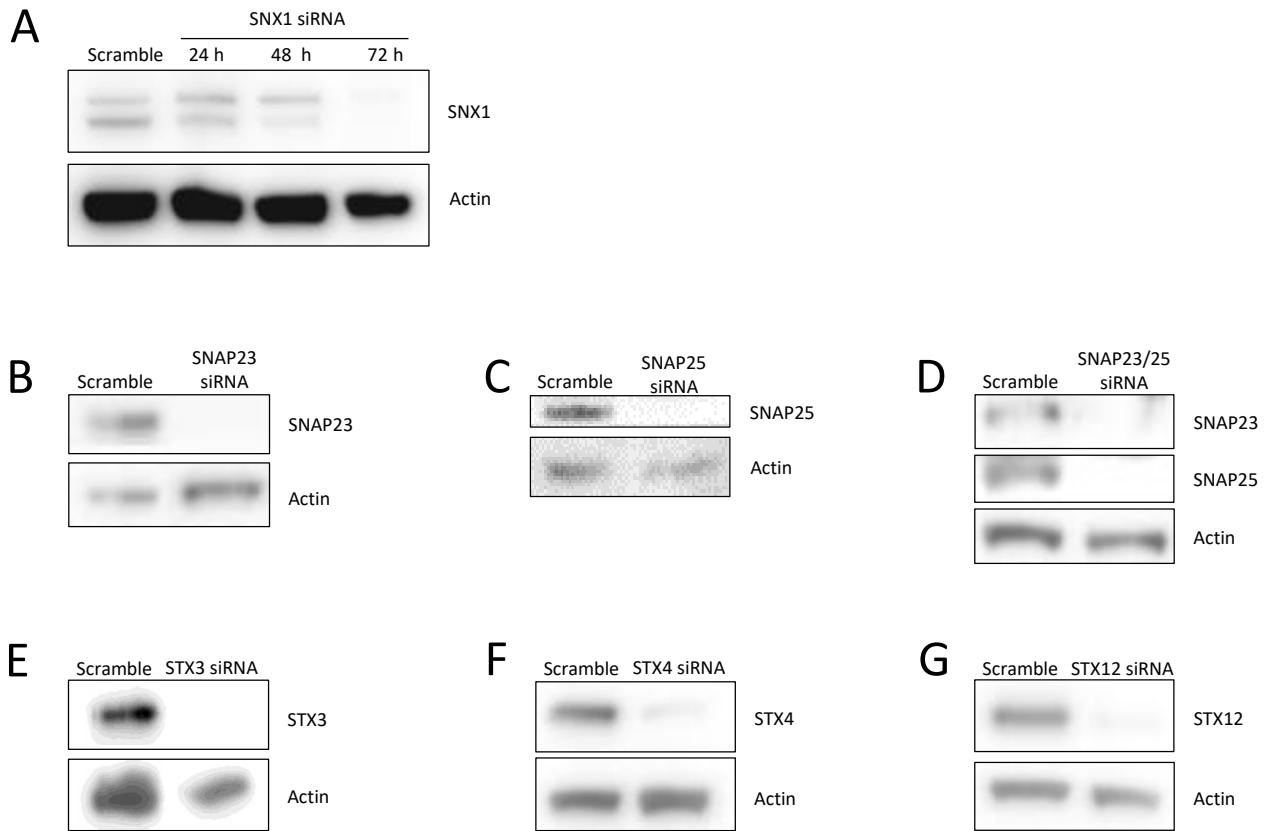 A
SNX1 siRNA
Scramble 24 h 48 h 72 h
SNX1
Actin
B
Scramble
SNAP23
siRNA
SNAP23
Actin
C
Scramble
SNAP25
siRNA
SNAP25
Actin
D
Scramble
SNAP23/25
siRNA
SNAP23
SNAP25
Actin
E
Scramble STX3 siRNA
STX3
Actin
F
Scramble STX4 siRNA
STX4
Actin
G
Scramble STX12 siRNA
STX12
Actin